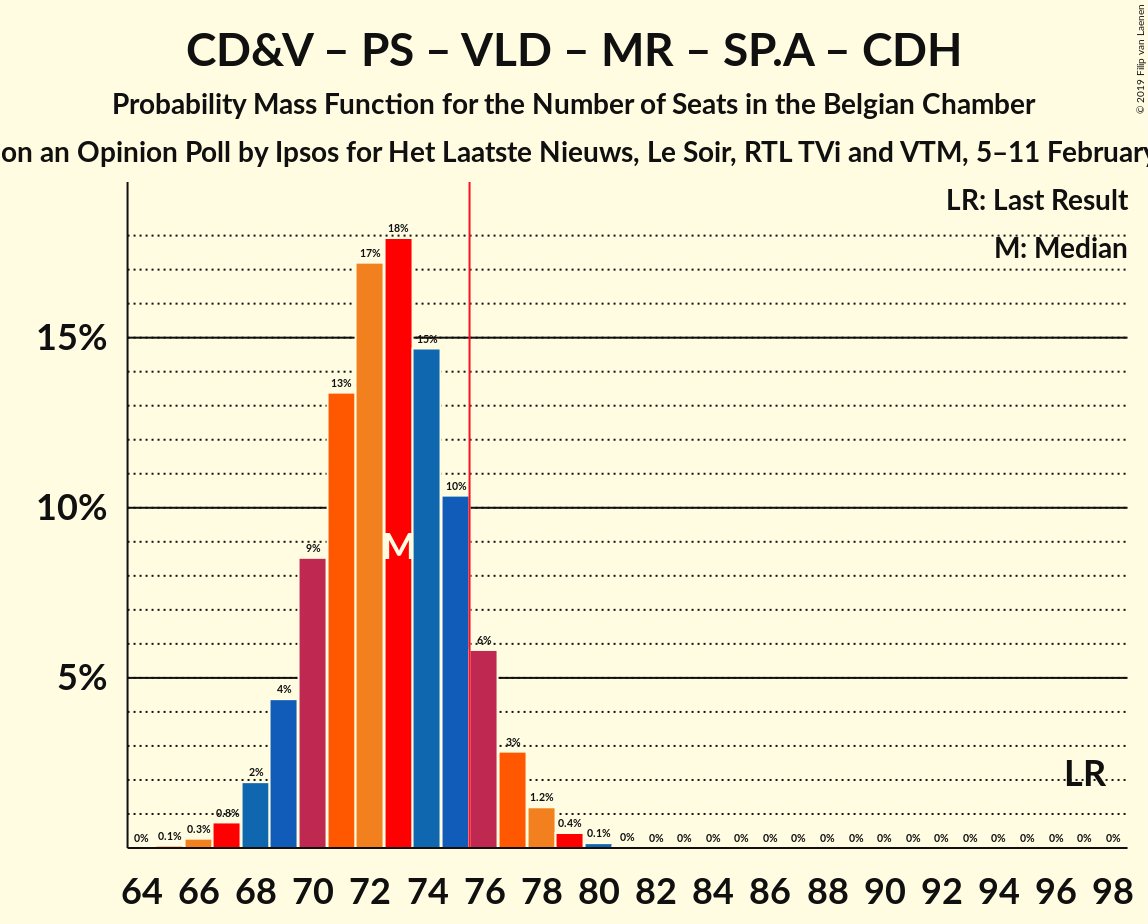 CD&V – PS – VLD – MR – SP.A – CDH
Probability Mass Function for the Number of Seats in the Belgian Chamber
on an Opinion Poll by Ipsos for Het Laatste Nieuws, Le Soir, RTL TVi and VTM, 5–11 February
© 2019 Filip van Laenen
LR: Last Result
M: Median
15%
10%
5%
0% 0.1% 0.3% 0.8% 2% 4% 9% 13% 17% 18% 15% 10% 6% 3% 1.2% 0.4% 0.1% 0% 0% 0% 0% 0% 0% 0% 0% 0% 0% 0% 0% 0% 0% 0% 0% 0% 0%
M
LR
64 66 68 70 72 74 76 78 80 82 84 86 88 90 92 94 96 98